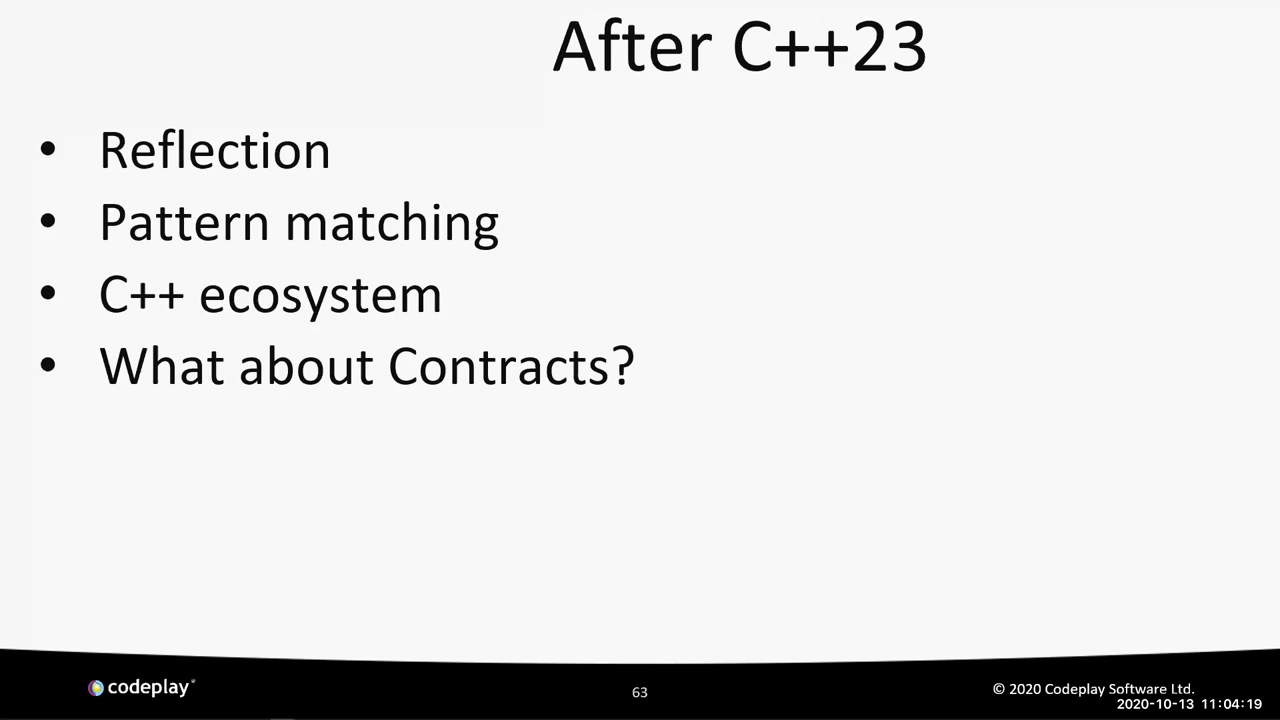 After C++23
• Reflection
• Pattern matching
• C++ ecosystem
• What about Contracts?
codeplay®
63
© 2020 Codeplay Software Ltd.
2020-10-13 11:04:19